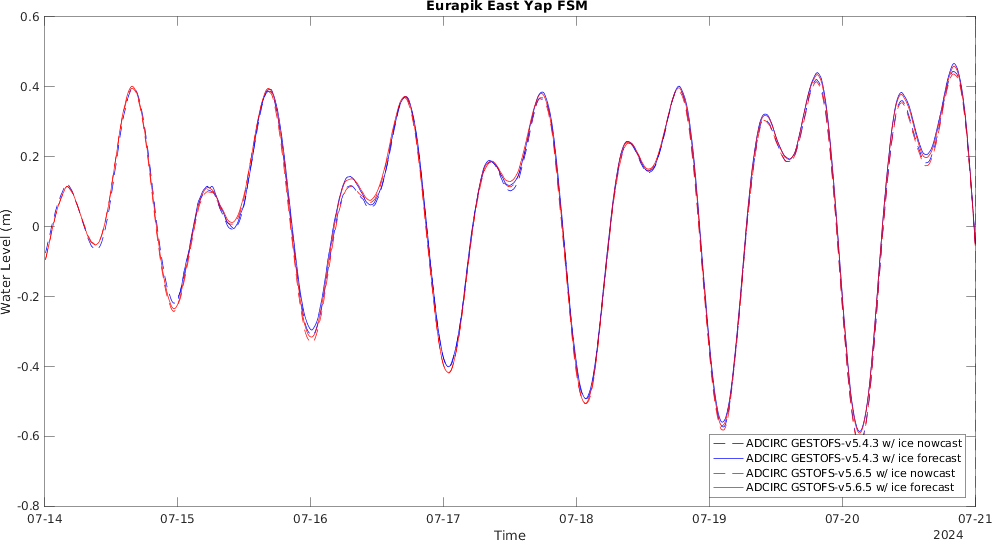 Eurapik East Yap FSM
0.6
0.4
0.2
0
-0.2
-0.4
-0.6
-0.8
Water Level (m)
ADCIRC GESTOFS-v5.4.3 w/ ice nowcast
ADCIRC GESTOFS-v5.4.3 w/ ice forecast
ADCIRC GSTOFS-v5.6.5 w/ ice nowcast
ADCIRC GSTOFS-v5.6.5 w/ ice forecast
07-14 07-15 07-16 07-17 07-18 07-19 07-20 07-21
Time
2024